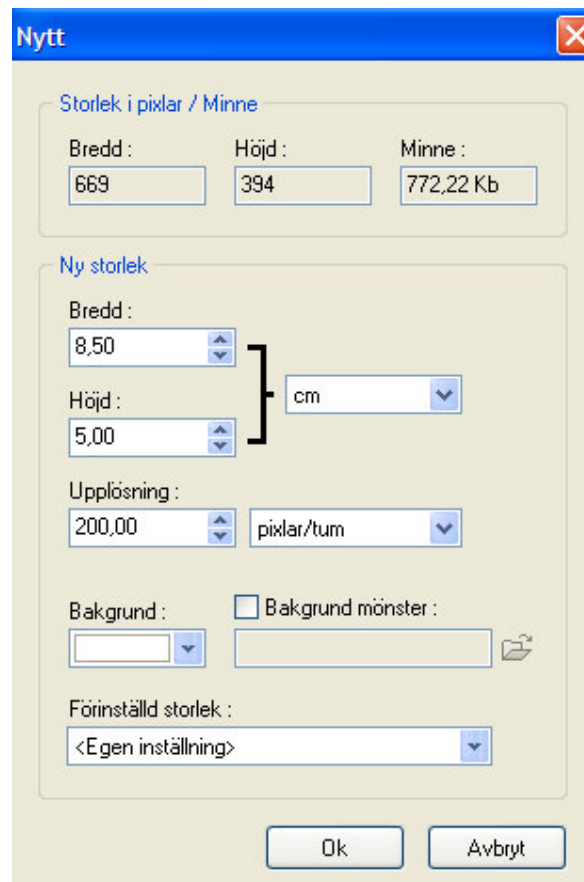 Nytt
Storlek i pixlar / Minne
Bredd : Höjd : Minne :
669 394 772,22 Kb
Ny storlek
Bredd :
8,50
cm
Höjd :
5,00
Upplösning :
200,00 pixlar/tum
Bakgrund : Bakgrund mönster :
Förinställd storlek :
<Egen inställning>
Ok Avbryt